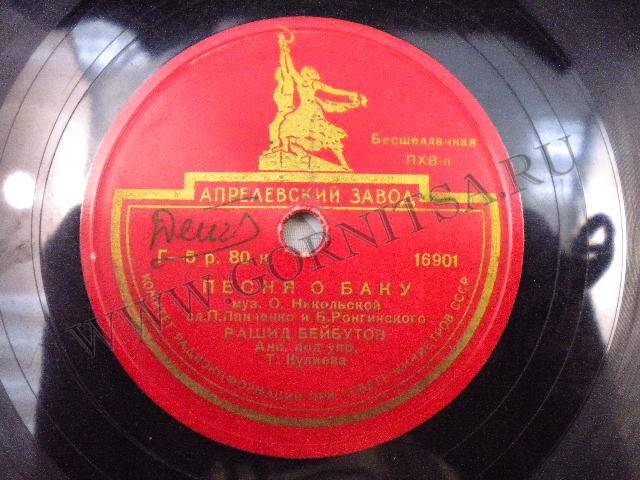 Бесшеллачная
ПХВ-п
АПРЕЛЕВСКИЙ ЗАВОД
Г-5 р. 80 к.
16901
ПЕСНЯ О БАКУ
муз. О. Никольской
сл. П. Панченко и Б. Ронгинского
РАШИД БЕЙБУТОВ
Анс. под упр.
Т. Кулиева
КОМИТЕТ РАДИОИНФОРМАЦИИ ПРИ СОВЕТЕ МИНИСТРОВ СССР
WWW.GORNITSA.RU